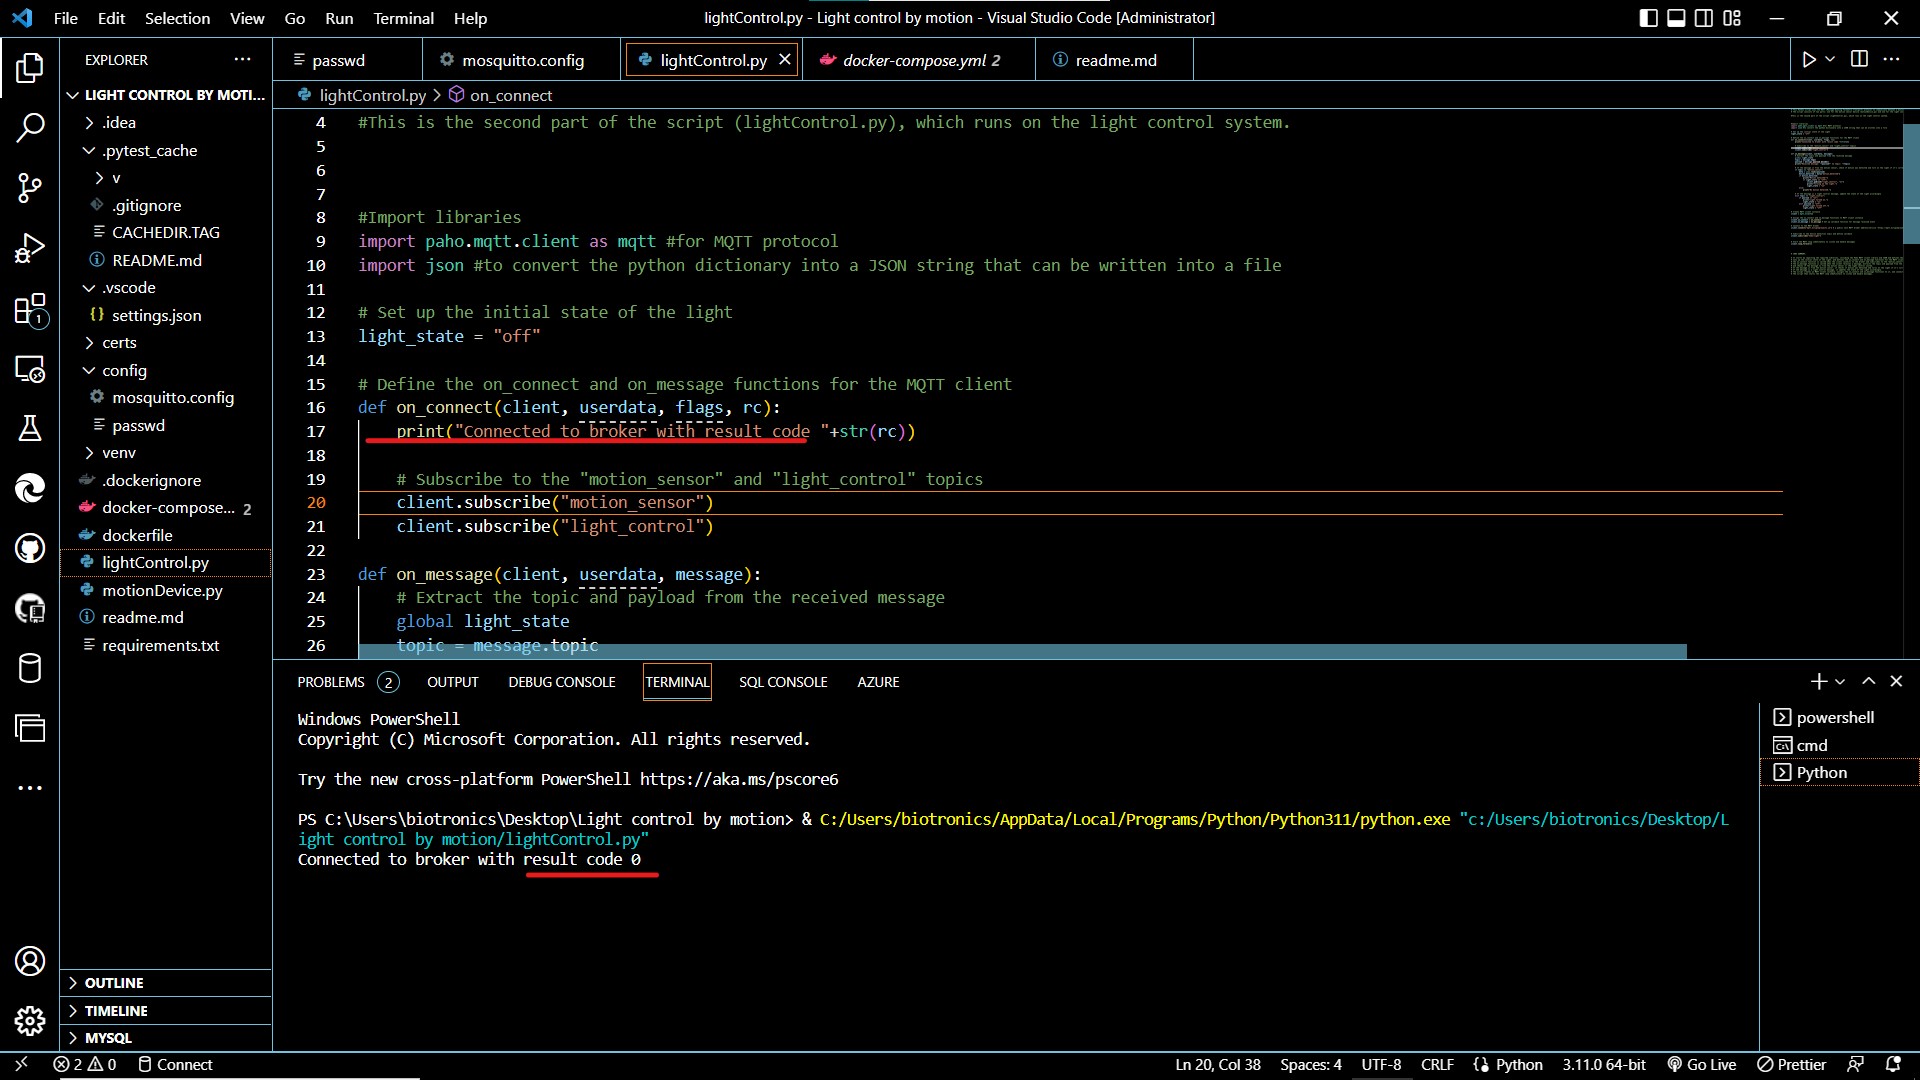 File Edit Selection View Go Run Terminal Help
lightControl.py - Light control by motion - Visual Studio Code [Administrator]
EXPLORER
passwd
mosquitto.config
lightControl.py
docker-compose.yml 2
readme.md
LIGHT CONTROL BY MOTI...
.idea
.pytest_cache
v
.gitignore
CACHEDIR.TAG
README.md
.vscode
settings.json
certs
config
mosquitto.config
passwd
venv
.dockerignore
docker-compose... 2
dockerfile
lightControl.py
motionDevice.py
readme.md
requirements.txt
OUTLINE
TIMELINE
MYSQL
1
lightControl.py > on_connect
4 #This is the second part of the script (lightControl.py), which runs on the light control system.
5
6
7
8 #Import libraries
9 import paho.mqtt.client as mqtt #for MQTT protocol
10 import json #to convert the python dictionary into a JSON string that can be written into a file
11
12 # Set up the initial state of the light
13 light_state = "off"
14
15 # Define the on_connect and on_message functions for the MQTT client
16 def on_connect(client, userdata, flags, rc):
17 print("Connected to broker with result code "+str(rc))
18
19 # Subscribe to the "motion_sensor" and "light_control" topics
20 client.subscribe("motion_sensor")
21 client.subscribe("light_control")
22
23 def on_message(client, userdata, message):
24 # Extract the topic and payload from the received message
25 global light_state
26 topic = message.topic
PROBLEMS 2 OUTPUT DEBUG CONSOLE TERMINAL SQL CONSOLE AZURE
Windows PowerShell
Copyright (C) Microsoft Corporation. All rights reserved.
Try the new cross-platform PowerShell https://aka.ms/pscore6
PS C:\Users\biotronics\Desktop\Light control by motion> & C:/Users/biotronics/AppData/Local/Programs/Python/Python311/python.exe "c:/Users/biotronics/Desktop/L
ight control by motion/lightControl.py"
Connected to broker with result code 0
powershell
cmd
Python
2 0 Connect
Ln 20, Col 38 Spaces: 4 UTF-8 CRLF Python 3.11.0 64-bit Go Live Prettier